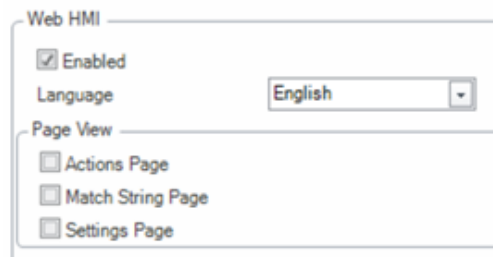 Web HMI
Enabled
Language English
Page View
Actions Page
Match String Page
Settings Page